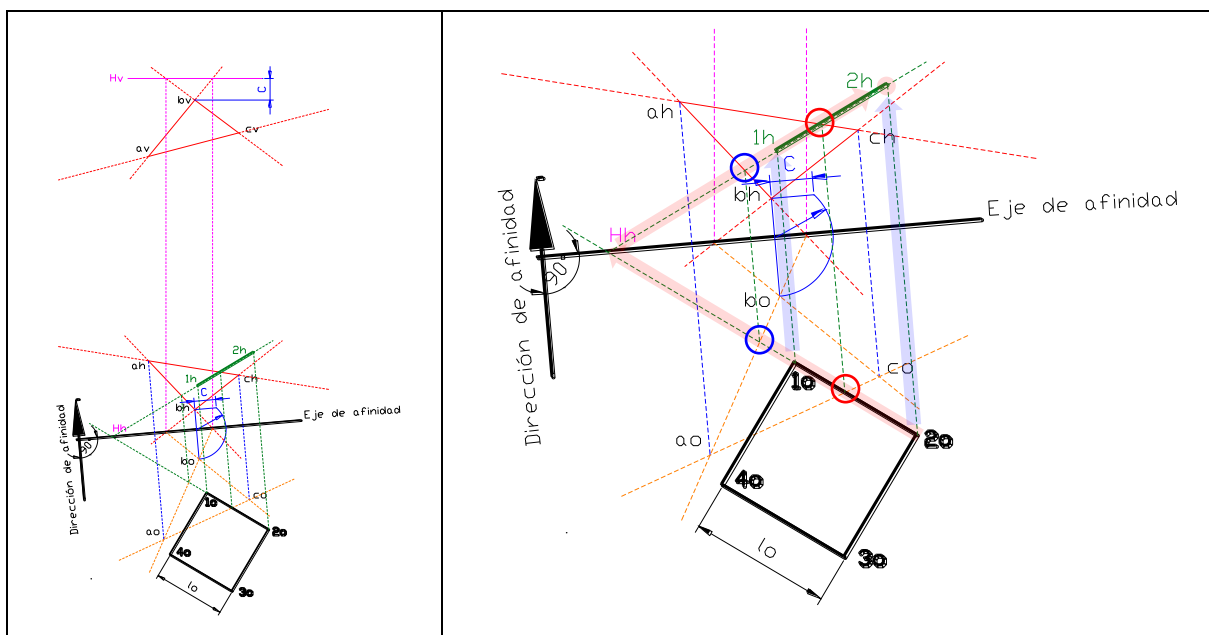 Hv
C
bv
cv
av
2h
ah
1h
ch
C
bh
Eje de afinidad
Hh
90°
bo
Dirección de afinidad
co
1o
ao
2o
4o
lo
3o
2h
ah
1h
ch
C
bh
Eje de afinidad
Hh
90°
bo
Dirección de afinidad
co
1o
ao
2o
4o
lo
3o